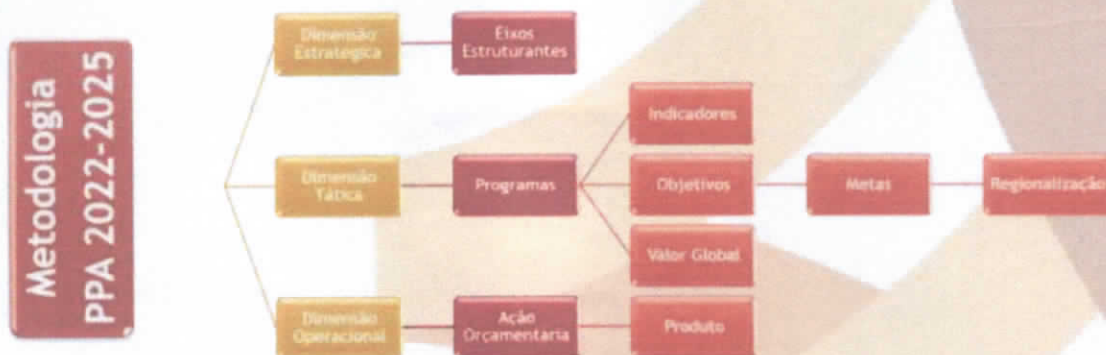 Metodologia
PPA 2022-2025
Dimensão
Estratégica
Eixos
Estruturantes
Indicadores
Dimensão
Tática
Programas
Objetivos
Metas
Regionalização
Valor Global
Dimensão
Operacional
Ação
Orçamentaria
Produto